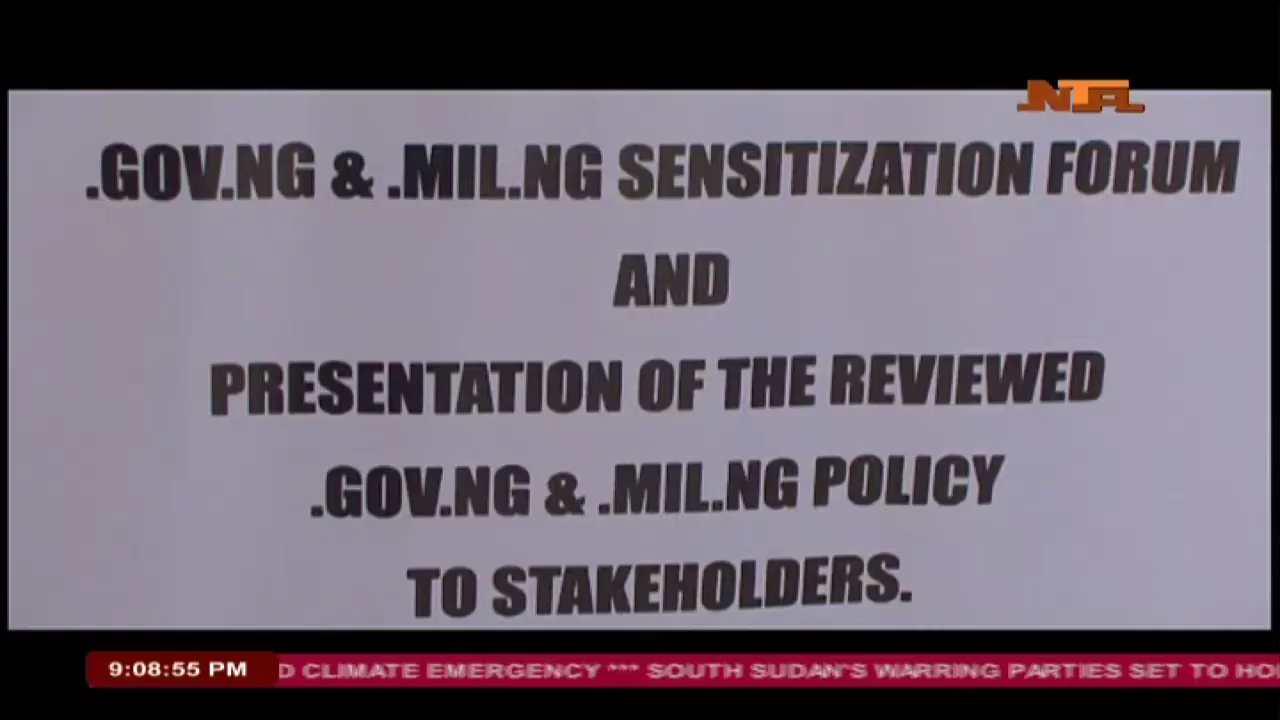 NTA
.GOV.NG & .MIL.NG SENSITIZATION FORUM
AND
PRESENTATION OF THE REVIEWED
.GOV.NG & .MIL.NG POLICY
TO STAKEHOLDERS.
9:08:55 PM D CLIMATE EMERGENCY *** SOUTH SUDAN'S WARRING PARTIES SET TO HO